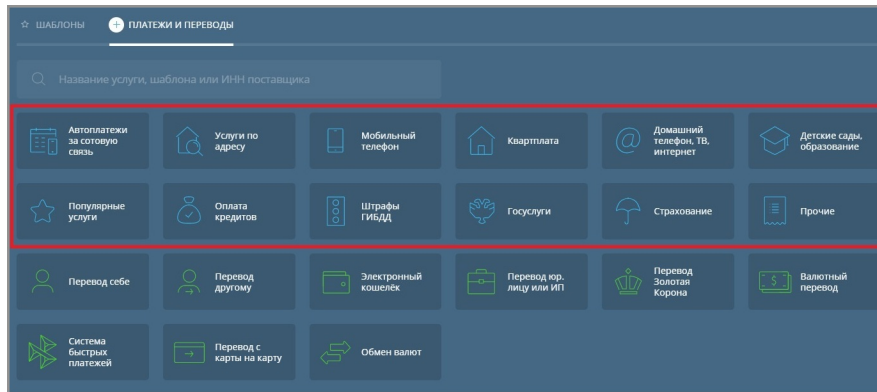 ШАБЛОНЫ
ПЛАТЕЖИ И ПЕРЕВОДЫ
Название услуги, шаблона или ИНН поставщика
Автоплатежи
за сотовую
связь
Услуги по
адресу
Мобильный
телефон
Квартплата
Домашний
телефон, ТВ,
интернет
Детские сады,
образование
Популярные
услуги
Оплата
кредитов
Штрафы
ГИБДД
Госуслуги
Страхование
Прочие
Перевод себе
Перевод
другому
Электронный
кошелёк
Перевод юр.
лицу или ИП
Перевод
Золотая
Корона
Валютный
перевод
Система
быстрых
платежей
Перевод с
карты на карту
Обмен валют